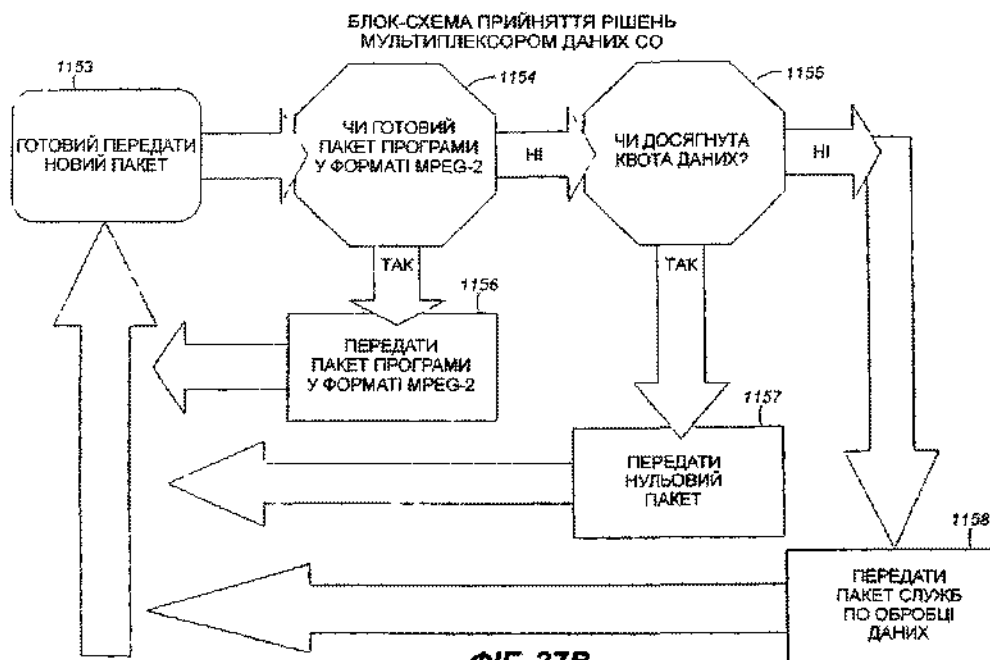 БЛОК-СХЕМА ПРИЙНЯТТЯ РІШЕНЬ
МУЛЬТИПЛЕКСОРОМ ДАНИХ СО
1153
ГОТОВИЙ ПЕРЕДАТИ
НОВИЙ ПАКЕТ
1154
ЧИ ГОТОВИЙ
ПАКЕТ ПРОГРАМИ
У ФОРМАТІ MPEG-2
НІ
1155
ЧИ ДОСЯГНУТА
КВОТА ДАНИХ?
НІ
ТАК
ТАК
1156
ПЕРЕДАТИ
ПАКЕТ ПРОГРАМИ
У ФОРМАТІ MPEG-2
1157
ПЕРЕДАТИ
НУЛЬОВИЙ
ПАКЕТ
1158
ПЕРЕДАТИ
ПАКЕТ СЛУЖБ
ПО ОБРОБЦІ
ДАНИХ